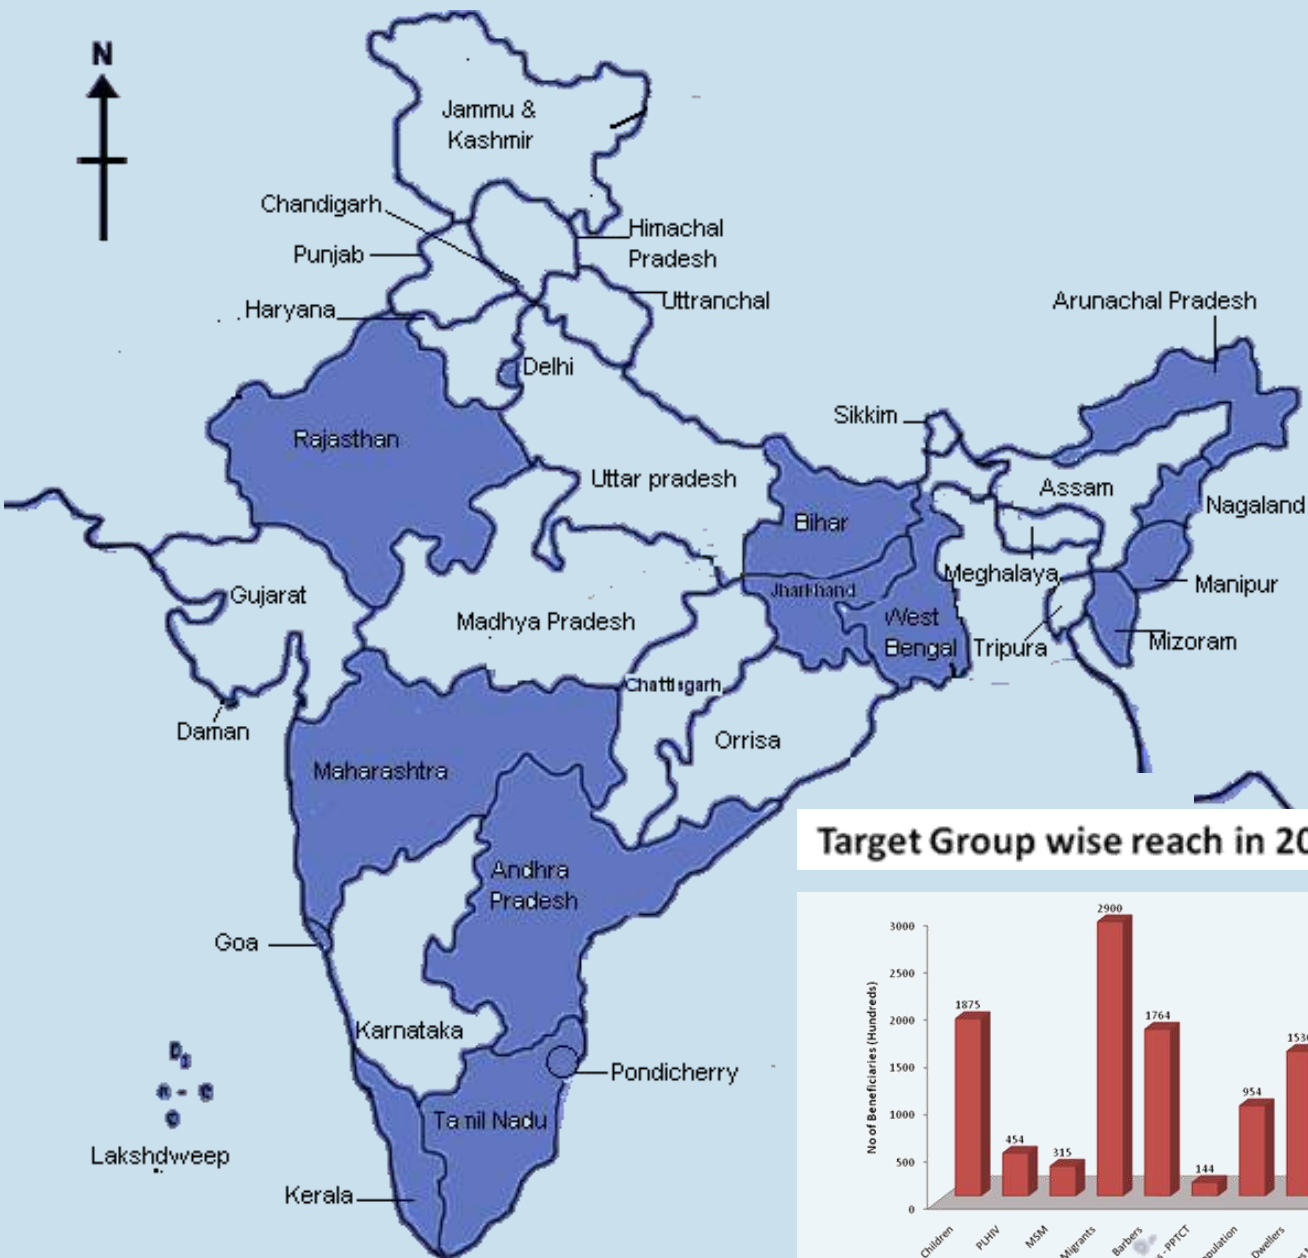 N
Jammu &
Kashmir
Chandigarh
Himachal
Pradesh
Punjab
Uttranchal
Arunachal Pradesh
Haryana
Delhi
Sikkim
Rajasthan
Uttar pradesh
Assam
Nagaland
Bihar
Meghalaya
Manipur
Gujarat
Jharkhand
Madhya Pradesh
West
Bengal
Tripura
Mizoram
Chattisgarh
Daman
Orrisa
Maharashtra
Target Group wise reach in 20
Andhra
Pradesh
Goa
Karnataka
Pondicherry
Tamil Nadu
Lakshdweep
Kerala
No of Beneficiaries (Hundreds)
3000
2500
2000
1500
1000
500
0
1875
454
315
2900
1764
144
954
Children
PLHIV
MSM
Migrants
Barbers
- PPTCT
Dwellers